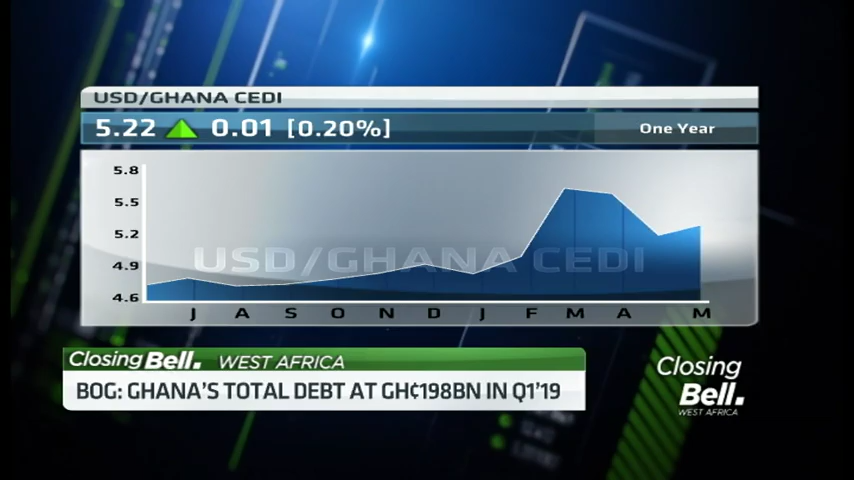 USD/GHANA CEDI
5.22 0.01 [0.20%] One Year
5.8
5.5
5.2
4.9
4.6
USD/GHANA CEDI
J A S O N D J F M A M
Closing Bell. WEST AFRICA
BOG: GHANA'S TOTAL DEBT AT GH¢198BN IN Q1'19
Closing
Bell.
WEST AFRICA